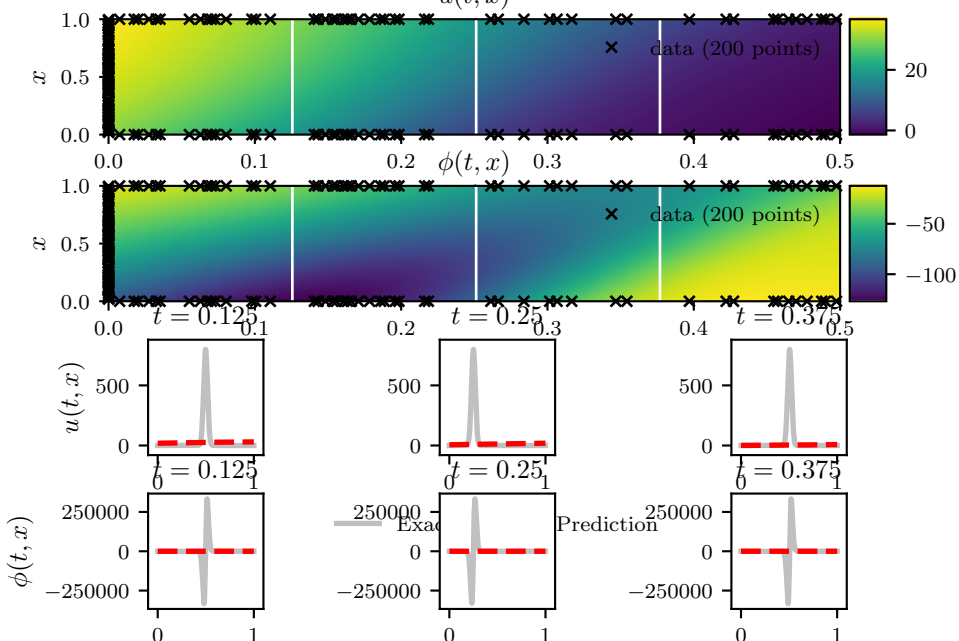 u(t, x)
x
1.0
0.5
0.0
data (200 points)
20
0
0.0 0.1 0.2 0.3 0.4 0.5
ϕ(t, x)
x
1.0
0.5
0.0
data (200 points)
−50
−100
0.0 0.1 0.2 0.3 0.4 0.5
t = 0.125 t = 0.25 t = 0.375
u(t, x)
500 500 500
0 0 0
0 1 0 1 0 1
t = 0.125 t = 0.25 t = 0.375
ϕ(t, x)
250000 250000 250000
Exac Prediction
0 0 0
−250000 −250000 −250000
0 1 0 1 0 1